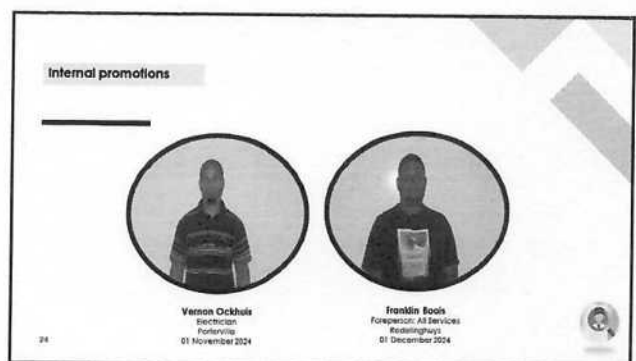 Internal promotions
Vernon Ockhuis
Electrician
Porterville
01 November 2024
Franklin Boois
Foreperson: All Services
Redelinghuys
01 December 2024
24